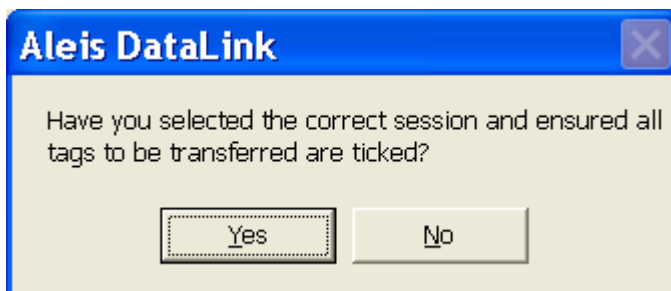 Aleis DataLink
Have you selected the correct session and ensured all
tags to be transferred are ticked?
Yes No